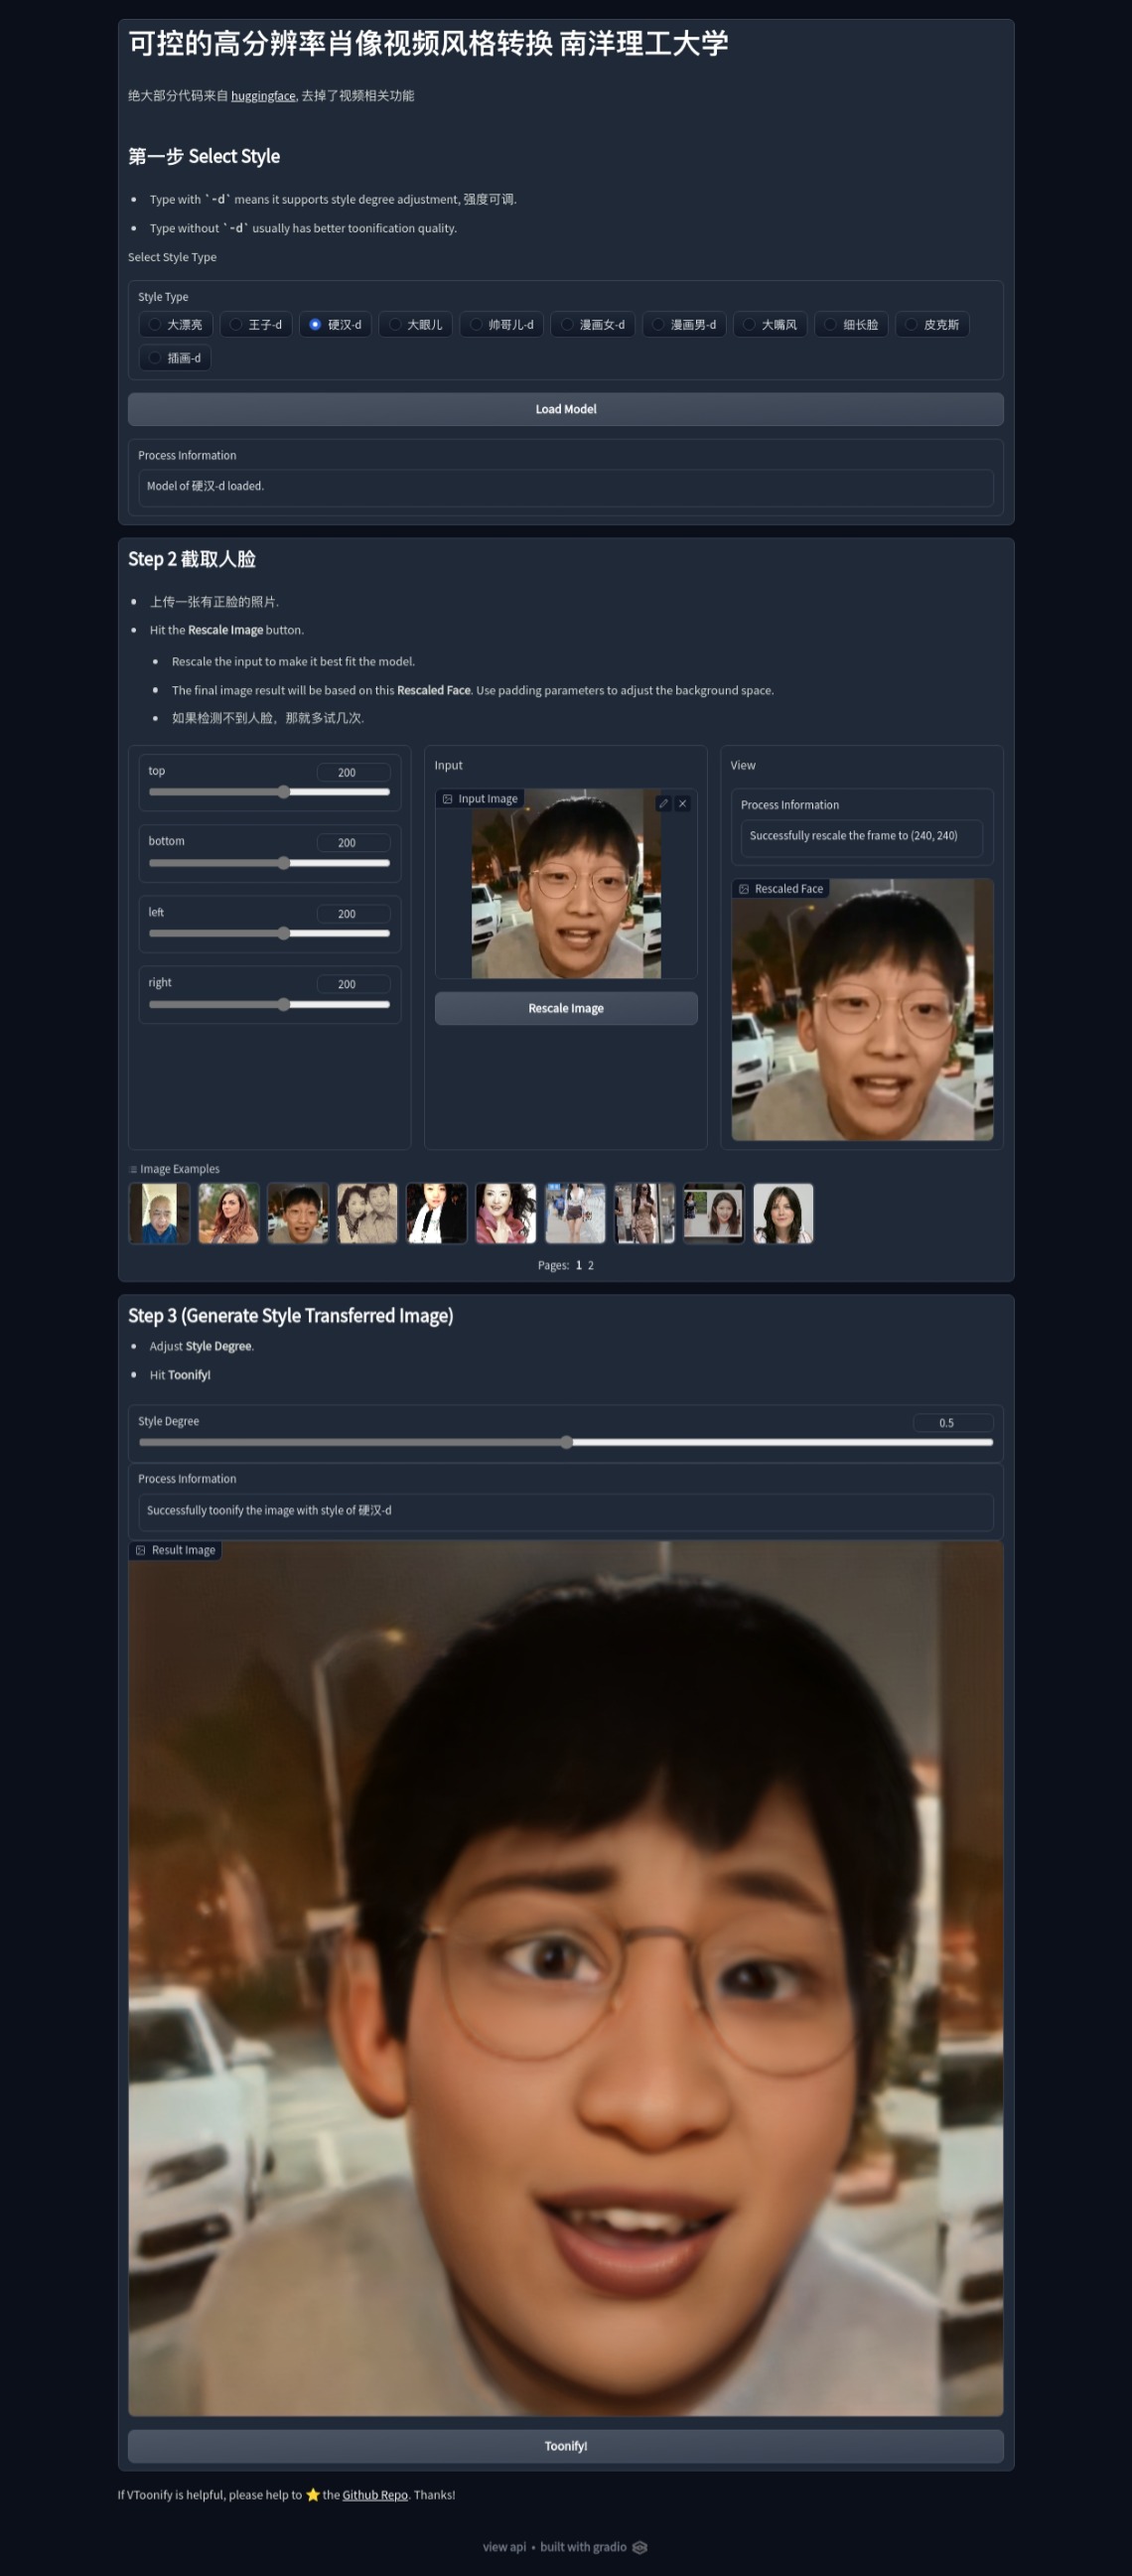 可控的高分辨率肖像视频风格转换 南洋理工大学
绝大部分代码来自 huggingface, 去掉了视频相关功能
第一步 Select Style
Type with `-d` means it supports style degree adjustment, 强度可调.
Type without `-d` usually has better toonification quality.
Select Style Type
Style Type
大漂亮 王子-d 硬汉-d 大眼儿 帅哥儿-d 漫画女-d 漫画男-d 大嘴风 细长脸 皮克斯
插画-d
Load Model
Process Information
Model of 硬汉-d loaded.
Step 2 截取人脸
上传一张有正脸的照片.
Hit the Rescale Image button.
Rescale the input to make it best fit the model.
The final image result will be based on this Rescaled Face. Use padding parameters to adjust the background space.
如果检测不到人脸，那就多试几次.
top 200
bottom 200
left 200
right 200
Input
Input Image
Rescale Image
View
Process Information
Successfully rescale the frame to (240, 240)
Rescaled Face
Image Examples
Pages: 1 2
Step 3 (Generate Style Transferred Image)
Adjust Style Degree.
Hit Toonify!
Style Degree 0.5
Process Information
Successfully toonify the image with style of 硬汉-d
Result Image
Toonify!
If VToonify is helpful, please help to ⭐ the Github Repo. Thanks!
view api • built with gradio